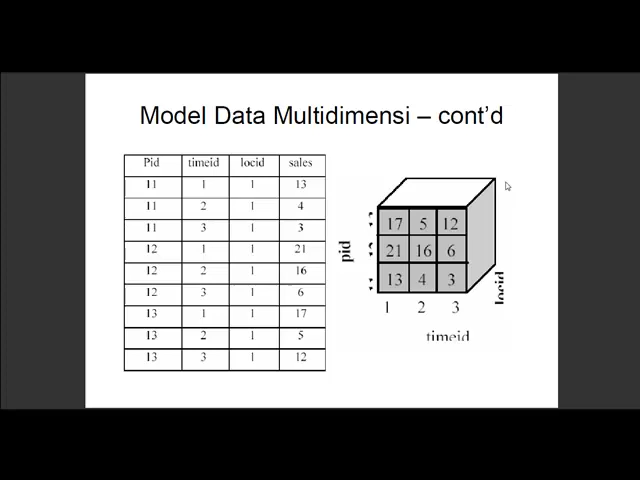 Model Data Multidimensi – cont'd
Pid timeid locid sales
11 1 1 13
11 2 1 4
11 3 1 3
12 1 1 21
12 2 1 16
12 3 1 6
13 1 1 17
13 2 1 5
13 3 1 12
17 5 12
21 16 6
13 4 3
pid
1 2 3
timeid
locid